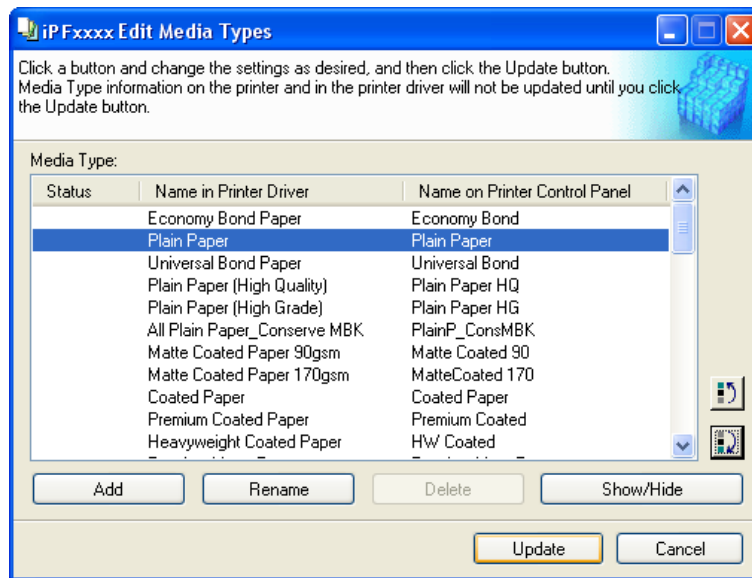 iPFxxxx Edit Media Types
Click a button and change the settings as desired, and then click the Update button.
Media Type information on the printer and in the printer driver will not be updated until you click
the Update button.
Media Type:
Status Name in Printer Driver Name on Printer Control Panel
Economy Bond Paper Economy Bond
Plain Paper Plain Paper
Universal Bond Paper Universal Bond
Plain Paper (High Quality) Plain Paper HQ
Plain Paper (High Grade) Plain Paper HG
All Plain Paper_Conserve MBK PlainP_ConsMBK
Matte Coated Paper 90gsm Matte Coated 90
Matte Coated Paper 170gsm MatteCoated 170
Coated Paper Coated Paper
Premium Coated Paper Premium Coated
Heavyweight Coated Paper HW Coated
Add Rename Delete Show/Hide
Update Cancel